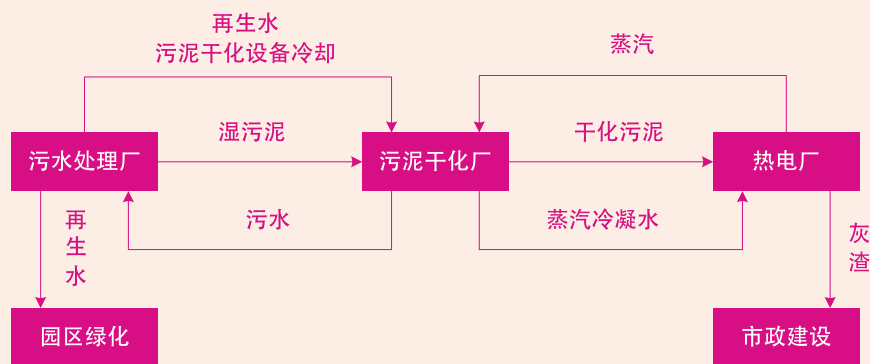 再生水
污泥干化设备冷却
蒸汽
湿污泥
干化污泥
污水处理厂
污泥干化厂
热电厂
再生水
污水
蒸汽冷凝水
灰渣
园区绿化
市政建设